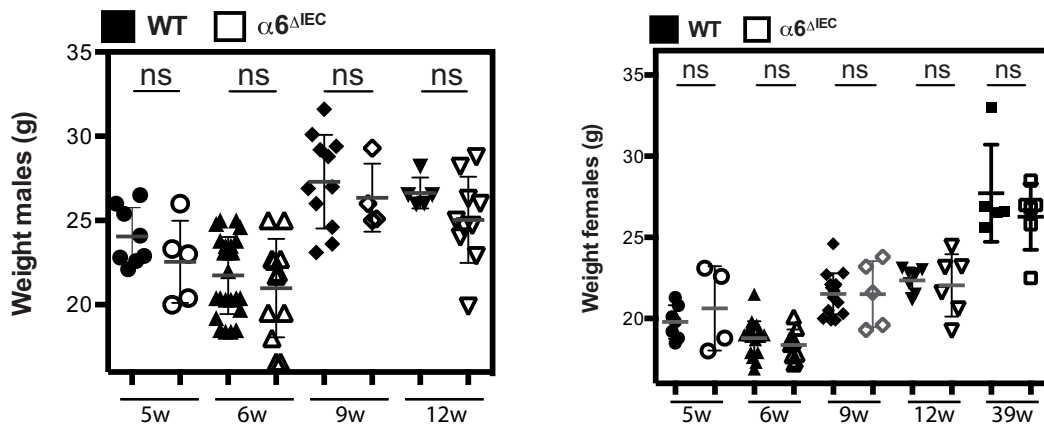 WT α6ΔIEC
Weight males (g)
35
30
25
20
ns ns ns ns
5w 6w 9w 12w
WT α6ΔIEC
Weight females (g)
35
30
25
20
ns ns ns ns ns
5w 6w 9w 12w 39w